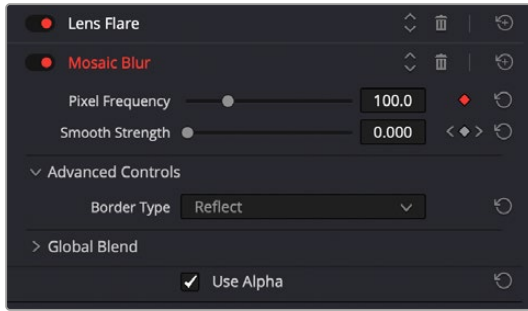 Lens Flare
Mosaic Blur
Pixel Frequency 100.0
Smooth Strength 0.000
Advanced Controls
Border Type Reflect
Global Blend
Use Alpha